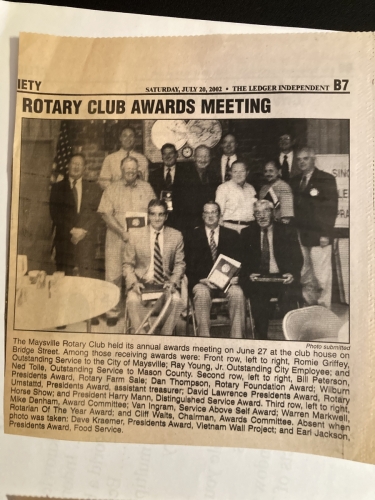 IETY
SATURDAY, JULY 20, 2002 • THE LEDGER INDEPENDENT B7
ROTARY CLUB AWARDS MEETING
SING
LE
PRA
Photo submitted
The Maysville Rotary Club held its annual awards meeting on June 27 at the club house on
Bridge Street. Among those receiving awards were: Front row, left to right, Romie Griffey,
Outstanding Service to the City of Maysville; Ray Young, Jr. Outstanding City Employee; and
Ned Tolle, Outstanding Service to Mason County. Second row, left to right, Bill Peterson,
Presidents Award, Rotary Farm Sale; Dan Thompson, Rotary Foundation Award; Wilburn
Umstattd, Presidents Award, assistant treasurer; David Lawrence Presidents Award, Rotary
Horse Show; and President Harry Mann, Distinguished Service Award. Third row, left to right,
Mike Denham, Award Committee; Van Ingram, Service Above Self Award; Warren Markwell,
Rotarian Of The Year Award; and Cliff Waits, Chairman, Awards Committee. Absent when
photo was taken: Dave Kraemer, Presidents Award, Vietnam Wall Project; and Earl Jackson,
Presidents Award, Food Service.